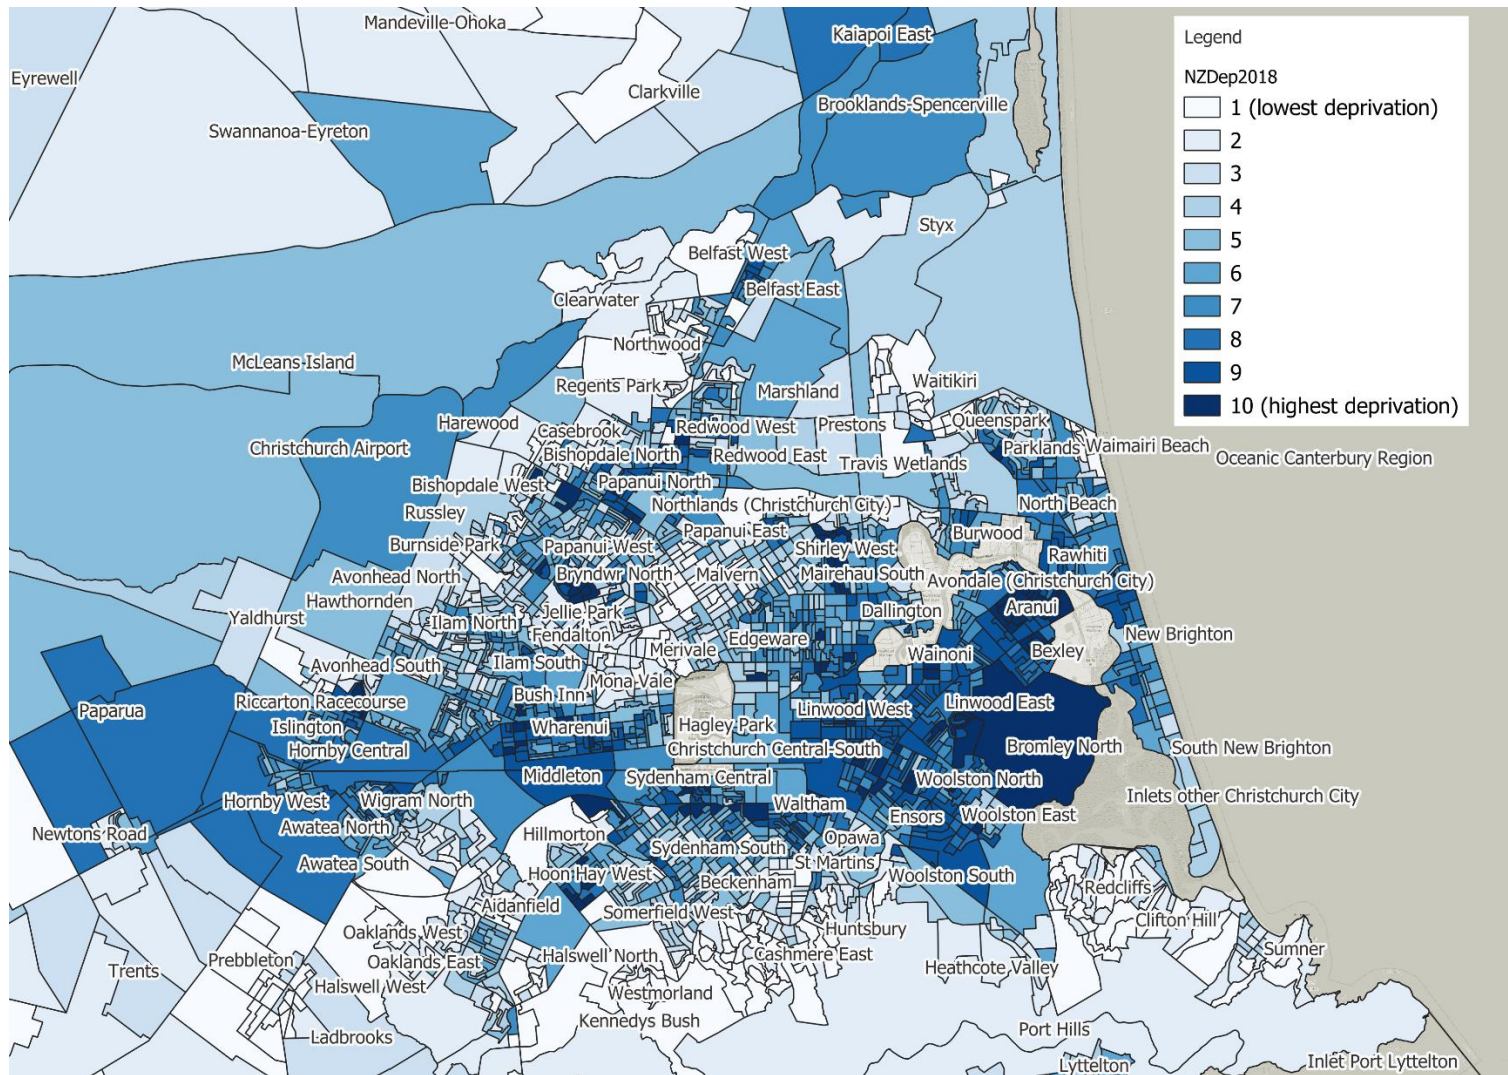 Mandeville-Ohoka
Kaiapoi East
Legend
Eyrewell
NZDep2018
Clarkville
Brooklands-Spencerville
1 (lowest deprivation)
Swannanoa-Eyreton
2
3
4
Styx
5
Belfast West
6
Belfast East
Clearwater
7
Northwood
8
McLeans Island
9
Regents Park
Marshland
Waitikiri
10 (highest deprivation)
Harewood
Casebrook
Redwood West
Prestons
Queenspark
Christchurch Airport
Bishopdale North
Redwood East
Travis Wetlands
Parklands
Waimairi Beach
Oceanic Canterbury Region
Bishopdale West
Papanui North
Russley
Northlands (Christchurch City)
North Beach
Burnside Park
Papanui West
Papanui East
Shirley West
Burwood
Rawhiti
Avonhead North
Bryndwr North
Malvern
Mairehau South
Avondale (Christchurch City)
Hawthornden
Jellie Park
Dallington
Aranui
Yaldhurst
Ilam North
Fendalton
Edgeware
New Brighton
Avonhead South
Ilam South
Merivale
Wainoni
Bexley
Mona-Vale
Riccarton Racecourse
Bush Inn
Linwood West
Linwood East
Paparua
Islington
Wharenui
Hagley Park
Hornby Central
Christchurch Central-South
Bromley North
South New Brighton
Middleton
Sydenham Central
Woolston North
Hornby West
Wigram North
Waltham
Inlets other Christchurch City
Newtons Road
Awatea North
Hillmorton
Ensors
Woolston East
Awatea South
Sydenham South
Opawa
St Martins
Hoon Hay West
Beckenham
Woolston South
Redcliffs
Aidanfield
Somerfield West
Clifton Hill
Oaklands West
Huntsbury
Sumner
Trents
Prebbleton
Oaklands East
Halswell North
Cashmere East
Heathcote Valley
Halswell West
Westmorland
Ladbrooks
Kennedys Bush
Port Hills
Lyttelton
Inlet Port Lyttelton